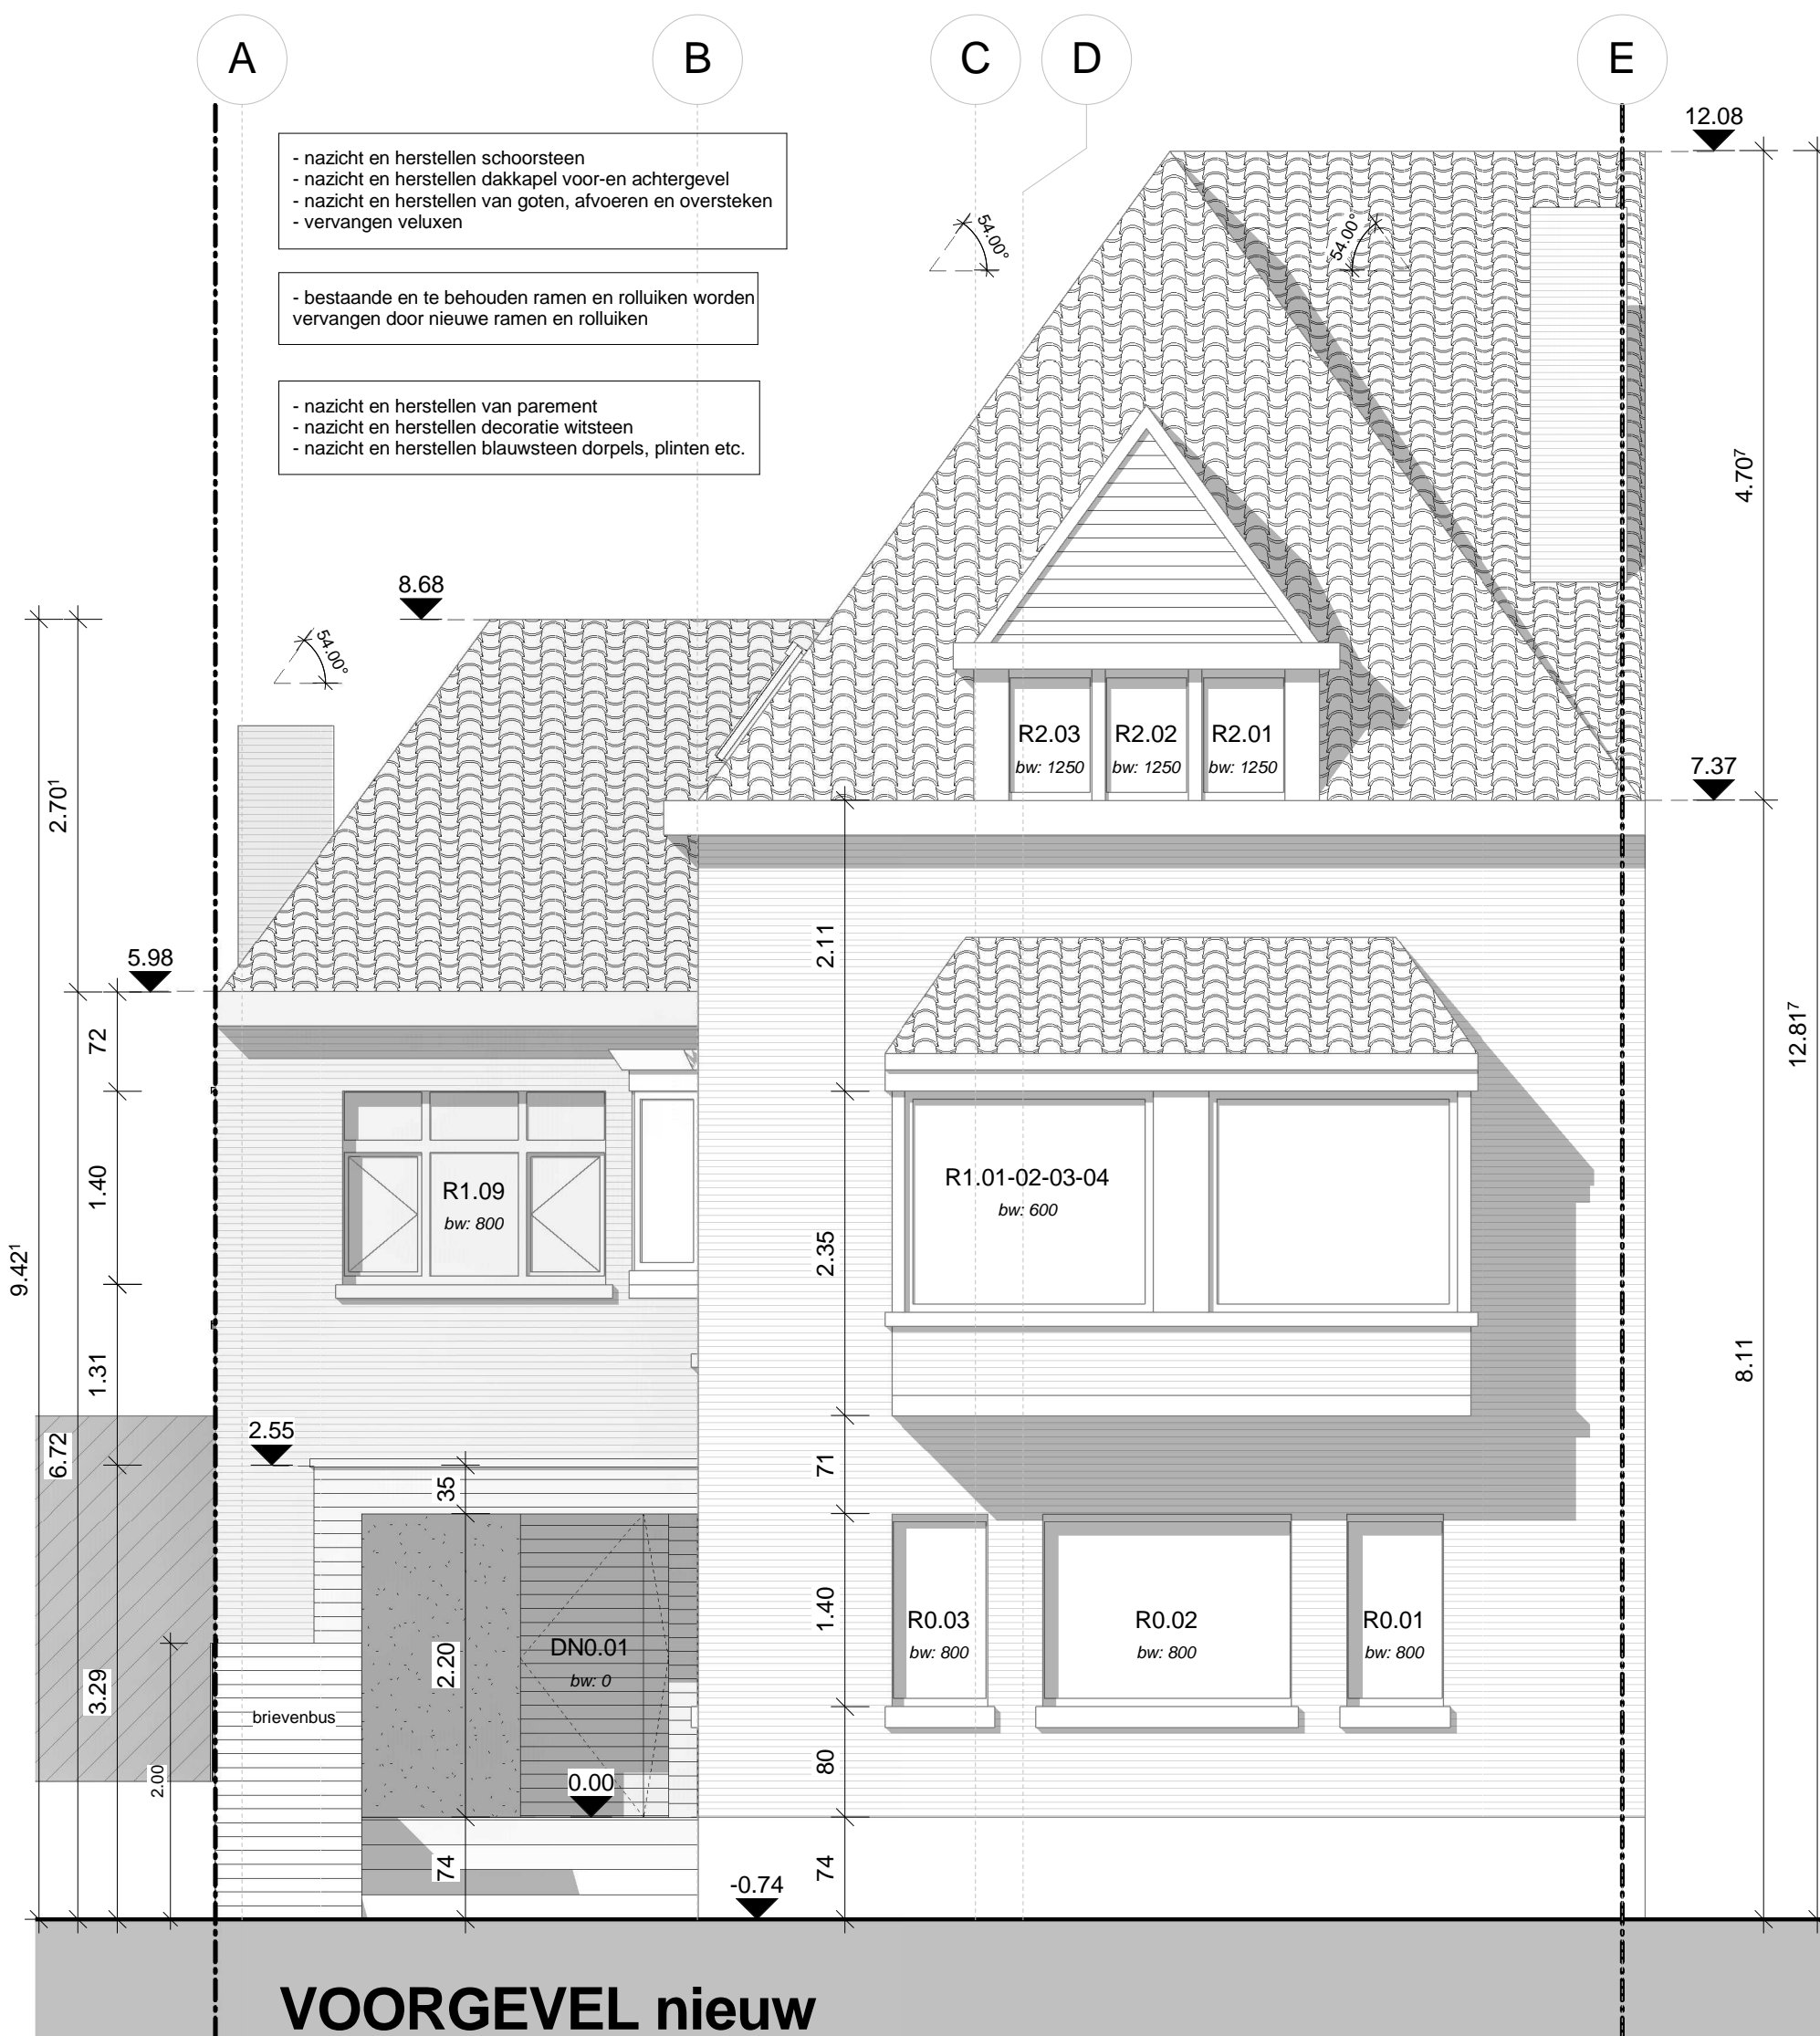 A
B
C
D
E
12.08
- nazicht en herstellen schoorsteen
- nazicht en herstellen dakkapel voor-en achtergevel
- nazicht en herstellen van goten, afvoeren en oversteken
- vervangen veluxen
54.00°
54.00°
- bestaande en te behouden ramen en rolluiken worden
vervangen door nieuwe ramen en rolluiken
- nazicht en herstellen van parement
- nazicht en herstellen decoratie witsteen
- nazicht en herstellen blauwsteen dorpels, plinten etc.
4.70⁷
8.68
54.00°
R2.03
bw: 1250
R2.02
bw: 1250
R2.01
bw: 1250
7.37
2.70¹
5.98
2.11
72
12.81⁷
1.40
R1.09
bw: 800
R1.01-02-03-04
bw: 600
2.35
9.42¹
1.31
8.11
2.55
6.72
35
71
1.40
R0.03
bw: 800
R0.02
bw: 800
R0.01
bw: 800
DN0.01
bw: 0
2.20
3.29
brievenbus
2.00
0.00
80
74
74
-0.74
VOORGEVEL nieuw